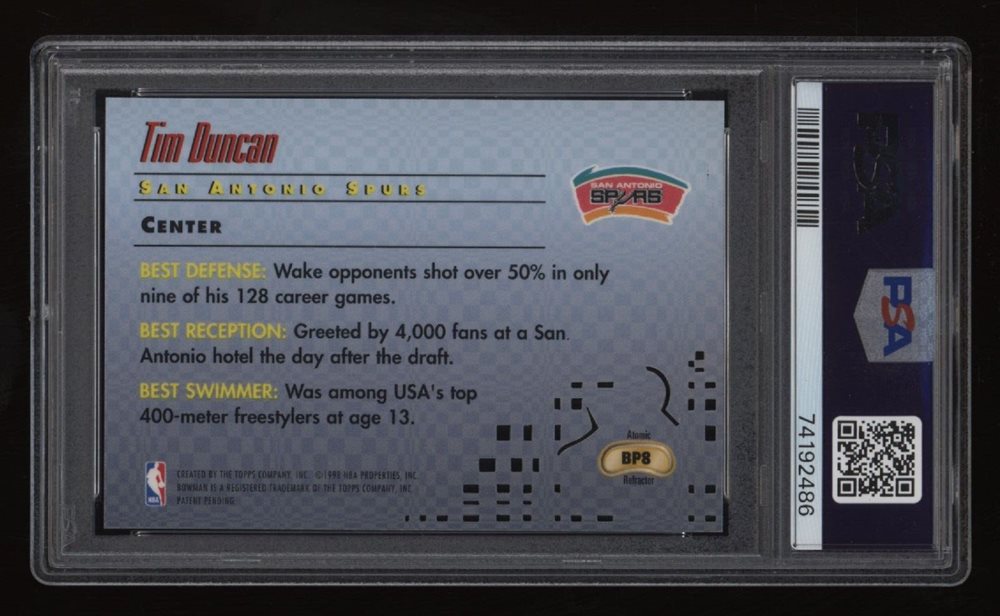 Tim Duncan
SAN ANTONIO SPURS
CENTER
SAN ANTONIO
SPURS
BEST DEFENSE: Wake opponents shot over 50% in only
nine of his 128 career games.
BEST RECEPTION: Greeted by 4,000 fans at a San
Antonio hotel the day after the draft.
BEST SWIMMER: Was among USA's top
400-meter freestylers at age 13.
Atomic
BP8
Refractor
NBA
CREATED BY THE TOPPS COMPANY, INC. ©1998 NBA PROPERTIES, INC.
BOWMAN IS A REGISTERED TRADEMARK OF THE TOPPS COMPANY, INC.
PATENT PENDING.
PSA
PSA
74192486